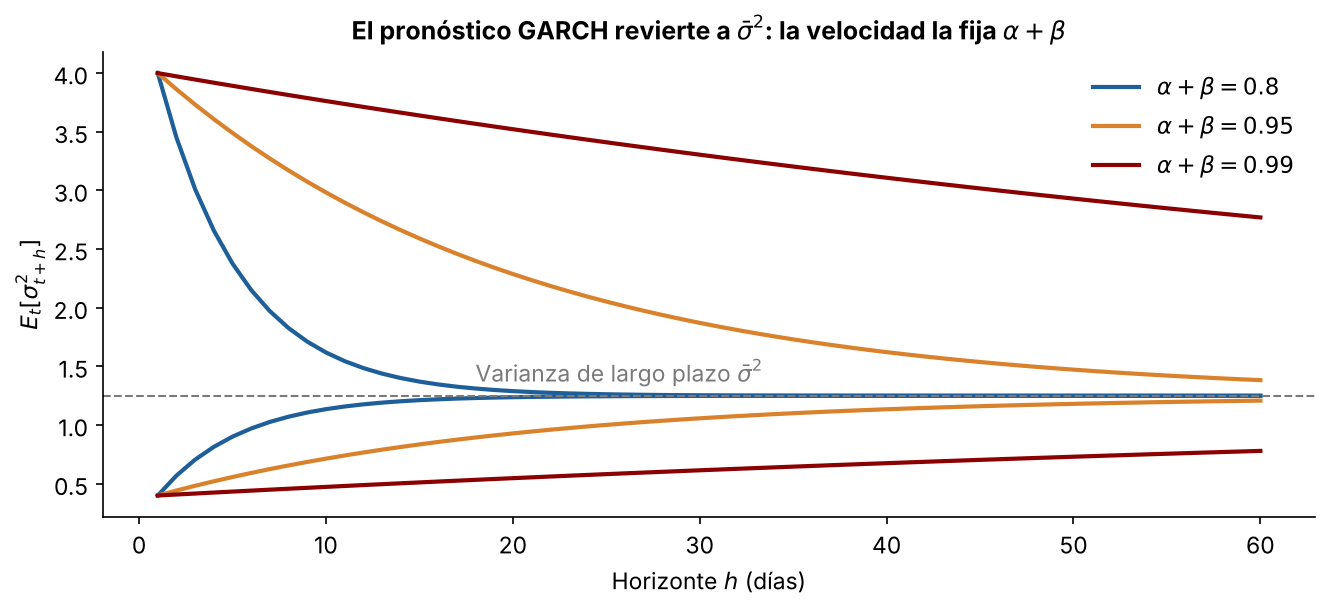 El pronóstico GARCH revierte a σ̄²: la velocidad la fija α + β
E_t[σ²_{t+h}]
4.0
3.5
3.0
2.5
2.0
1.5
1.0
0.5
α + β = 0.8
α + β = 0.95
α + β = 0.99
Varianza de largo plazo σ̄²
0 10 20 30 40 50 60
Horizonte h (días)